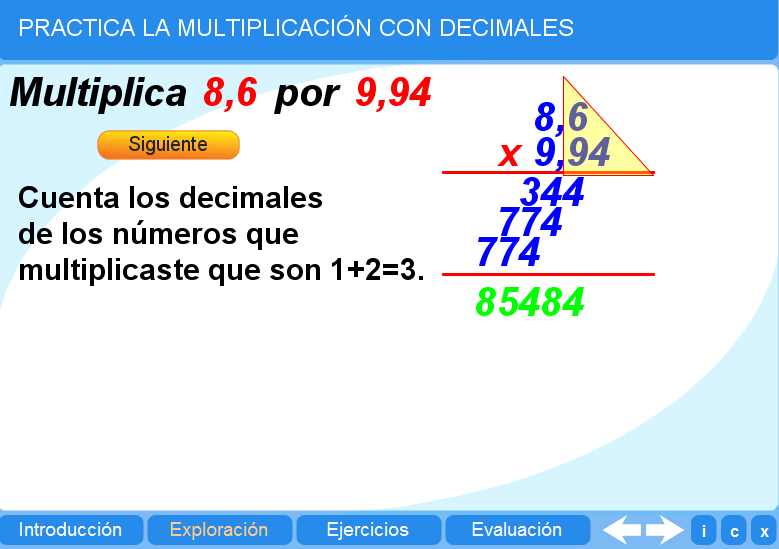 PRACTICA LA MULTIPLICACIÓN CON DECIMALES
Multiplica 8,6 por 9,94
Siguiente
Cuenta los decimales
de los números que
multiplicaste que son 1+2=3.
8,6
x 9,94
344
774
774
85484
Introducción Exploración Ejercicios Evaluación i c x